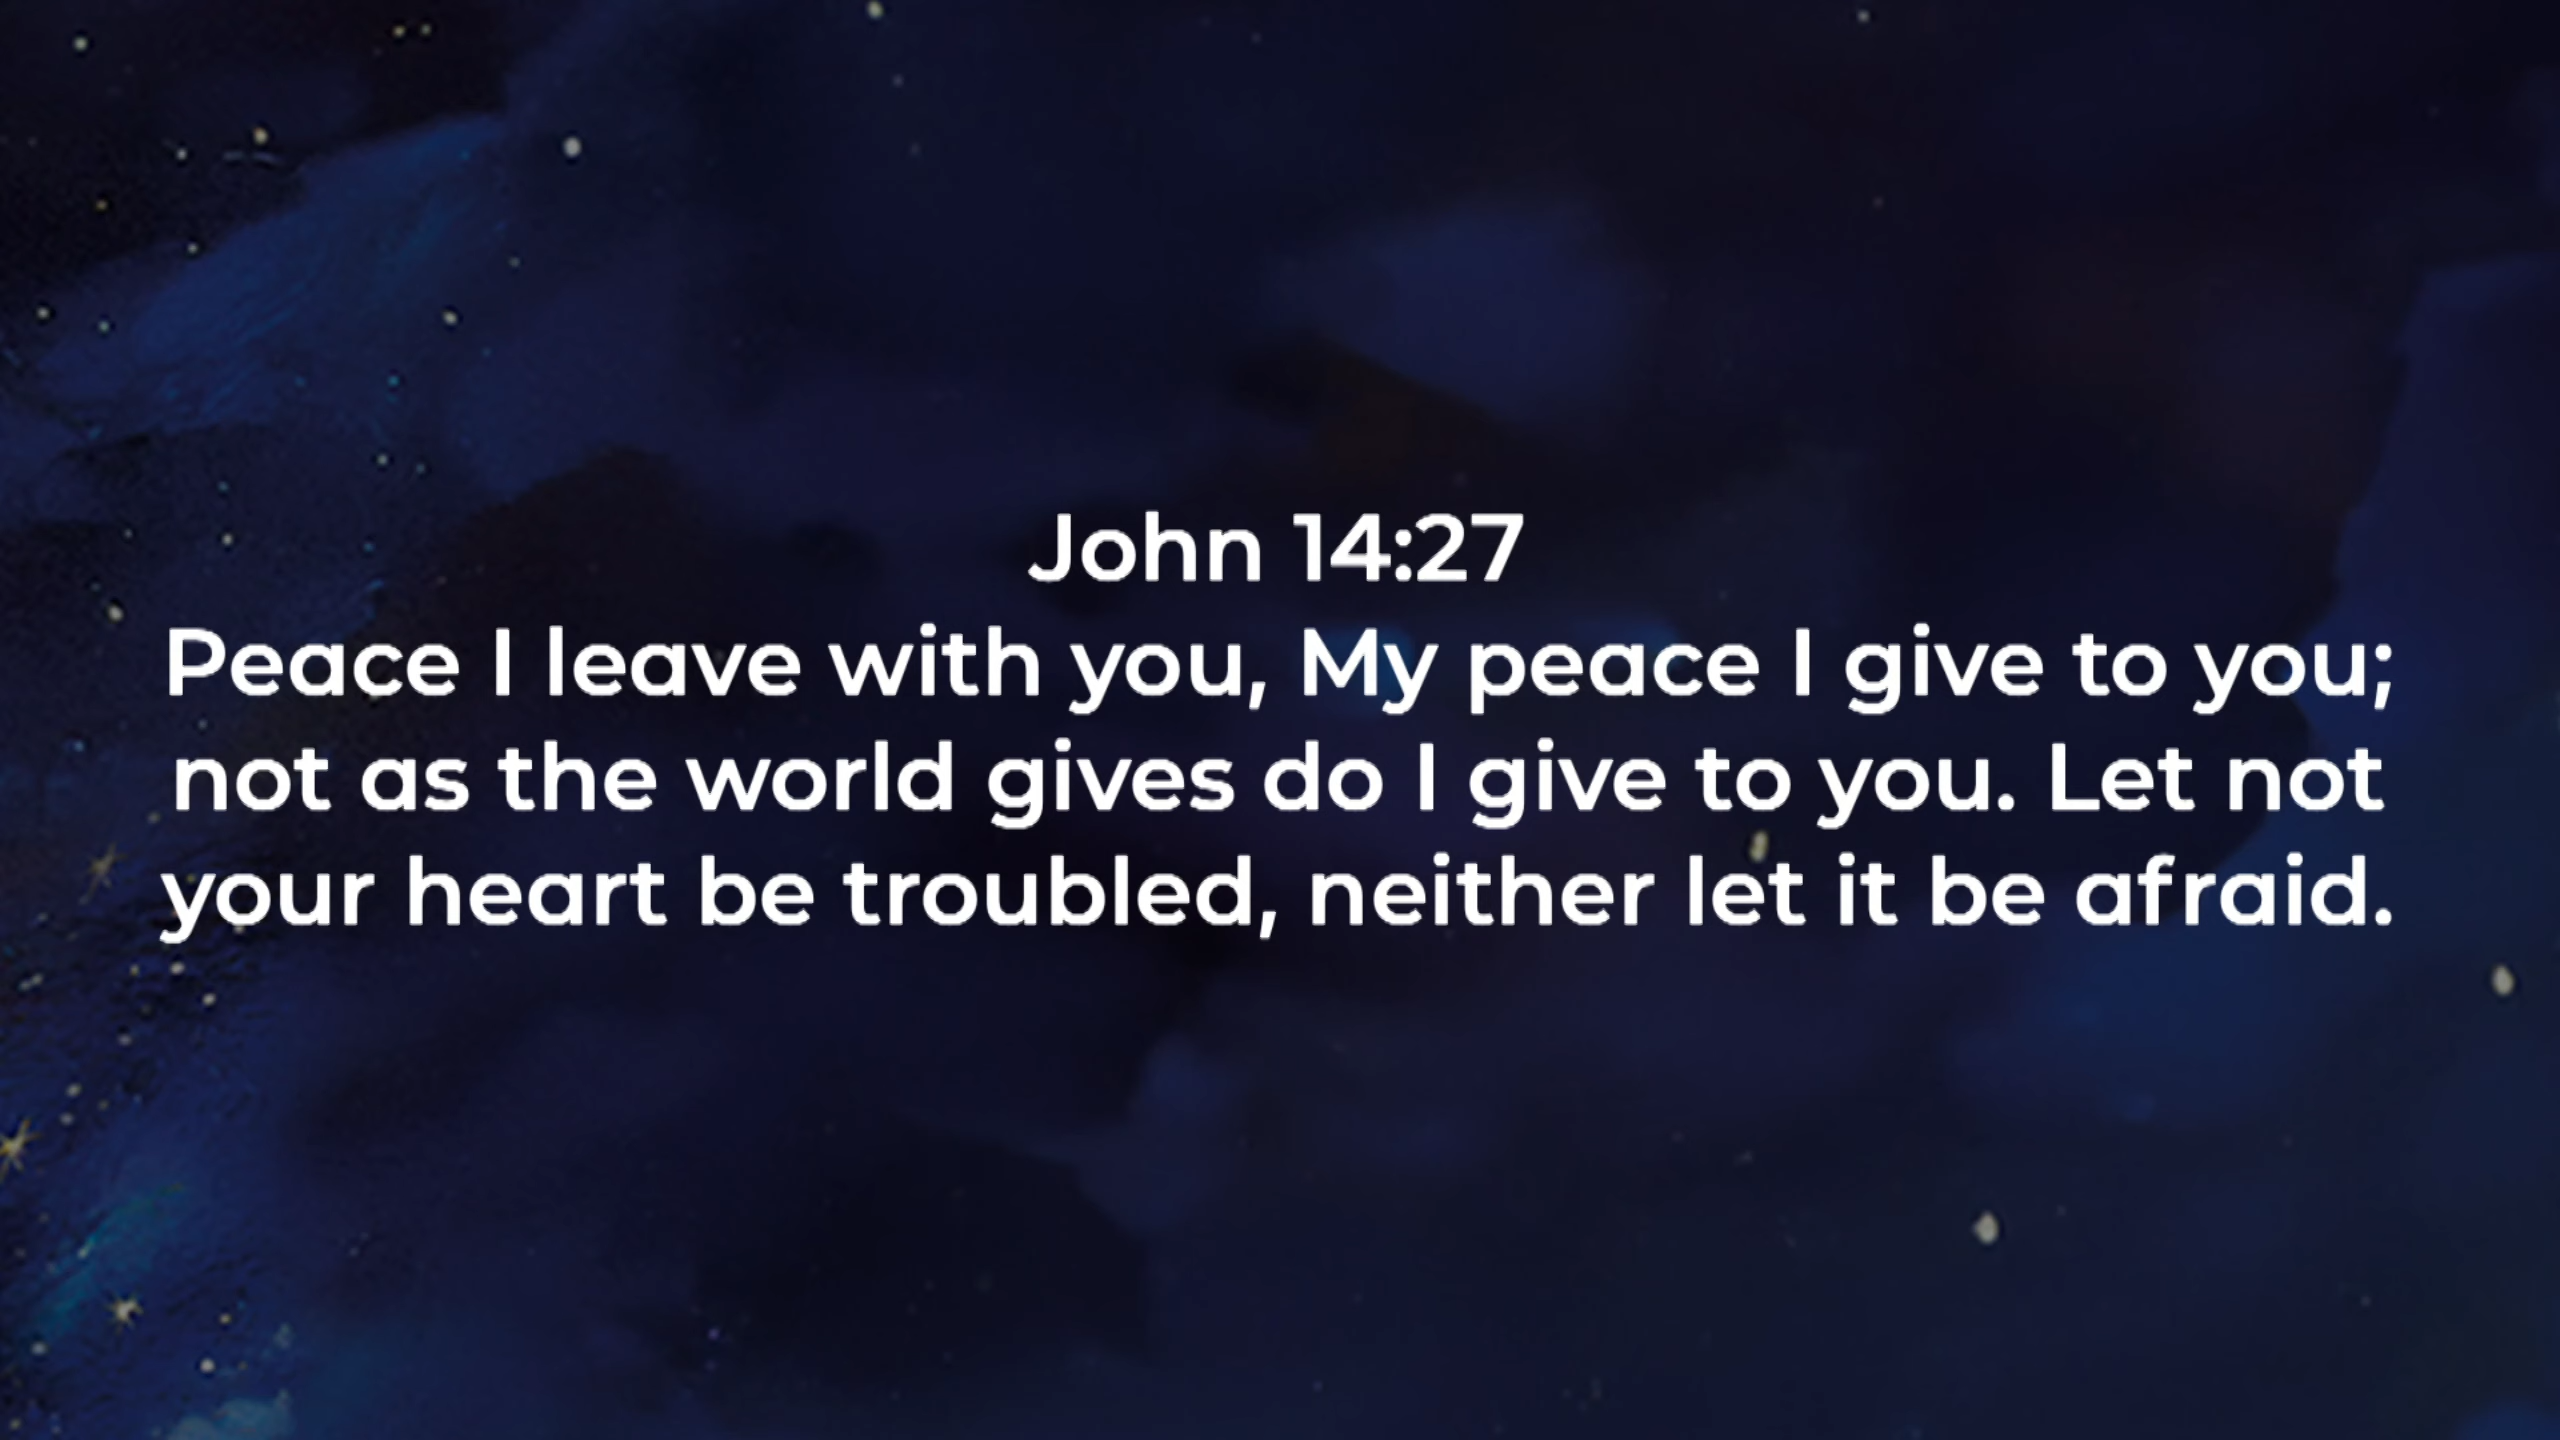 John 14:27
Peace I leave with you, My peace I give to you;
not as the world gives do I give to you. Let not
your heart be troubled, neither let it be afraid.